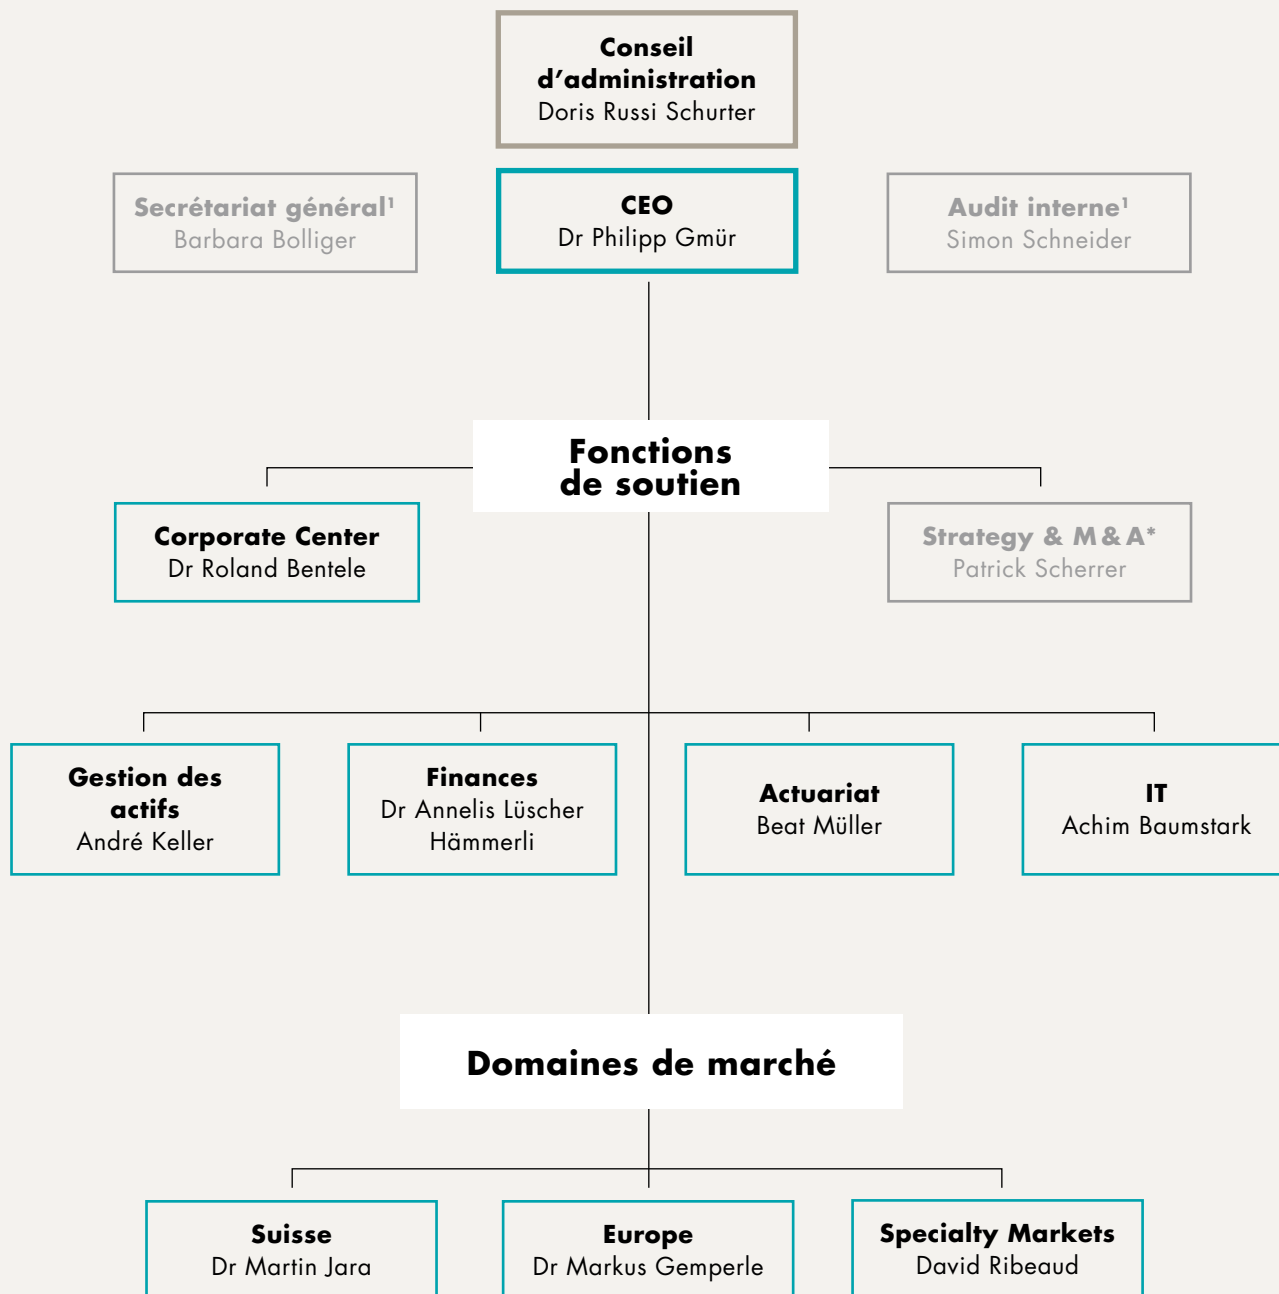 Conseil
d’administration
Doris Russi Schurter
Secrétariat général¹
Barbara Bolliger
CEO
Dr Philipp Gmür
Audit interne¹
Simon Schneider
Fonctions
de soutien
Corporate Center
Dr Roland Bentele
Strategy & M & A*
Patrick Scherrer
Gestion des
actifs
André Keller
Finances
Dr Annelis Lüscher
Hämmerli
Actuariat
Beat Müller
IT
Achim Baumstark
Domaines de marché
Suisse
Dr Martin Jara
Europe
Dr Markus Gemperle
Specialty Markets
David Ribeaud